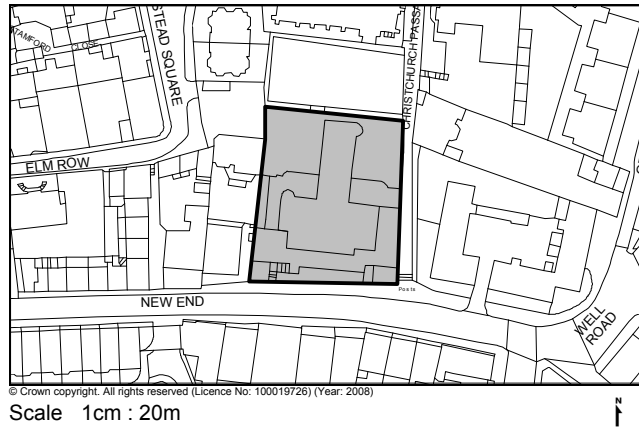 STAMFORD
CLOSE
STEAD SQUARE
CHRISTCHURCH PASSA
ELM ROW
NEW END
Posts
WELL
ROAD
© Crown copyright. All rights reserved (Licence No: 100019726) (Year: 2008)
Scale 1cm : 20m
N